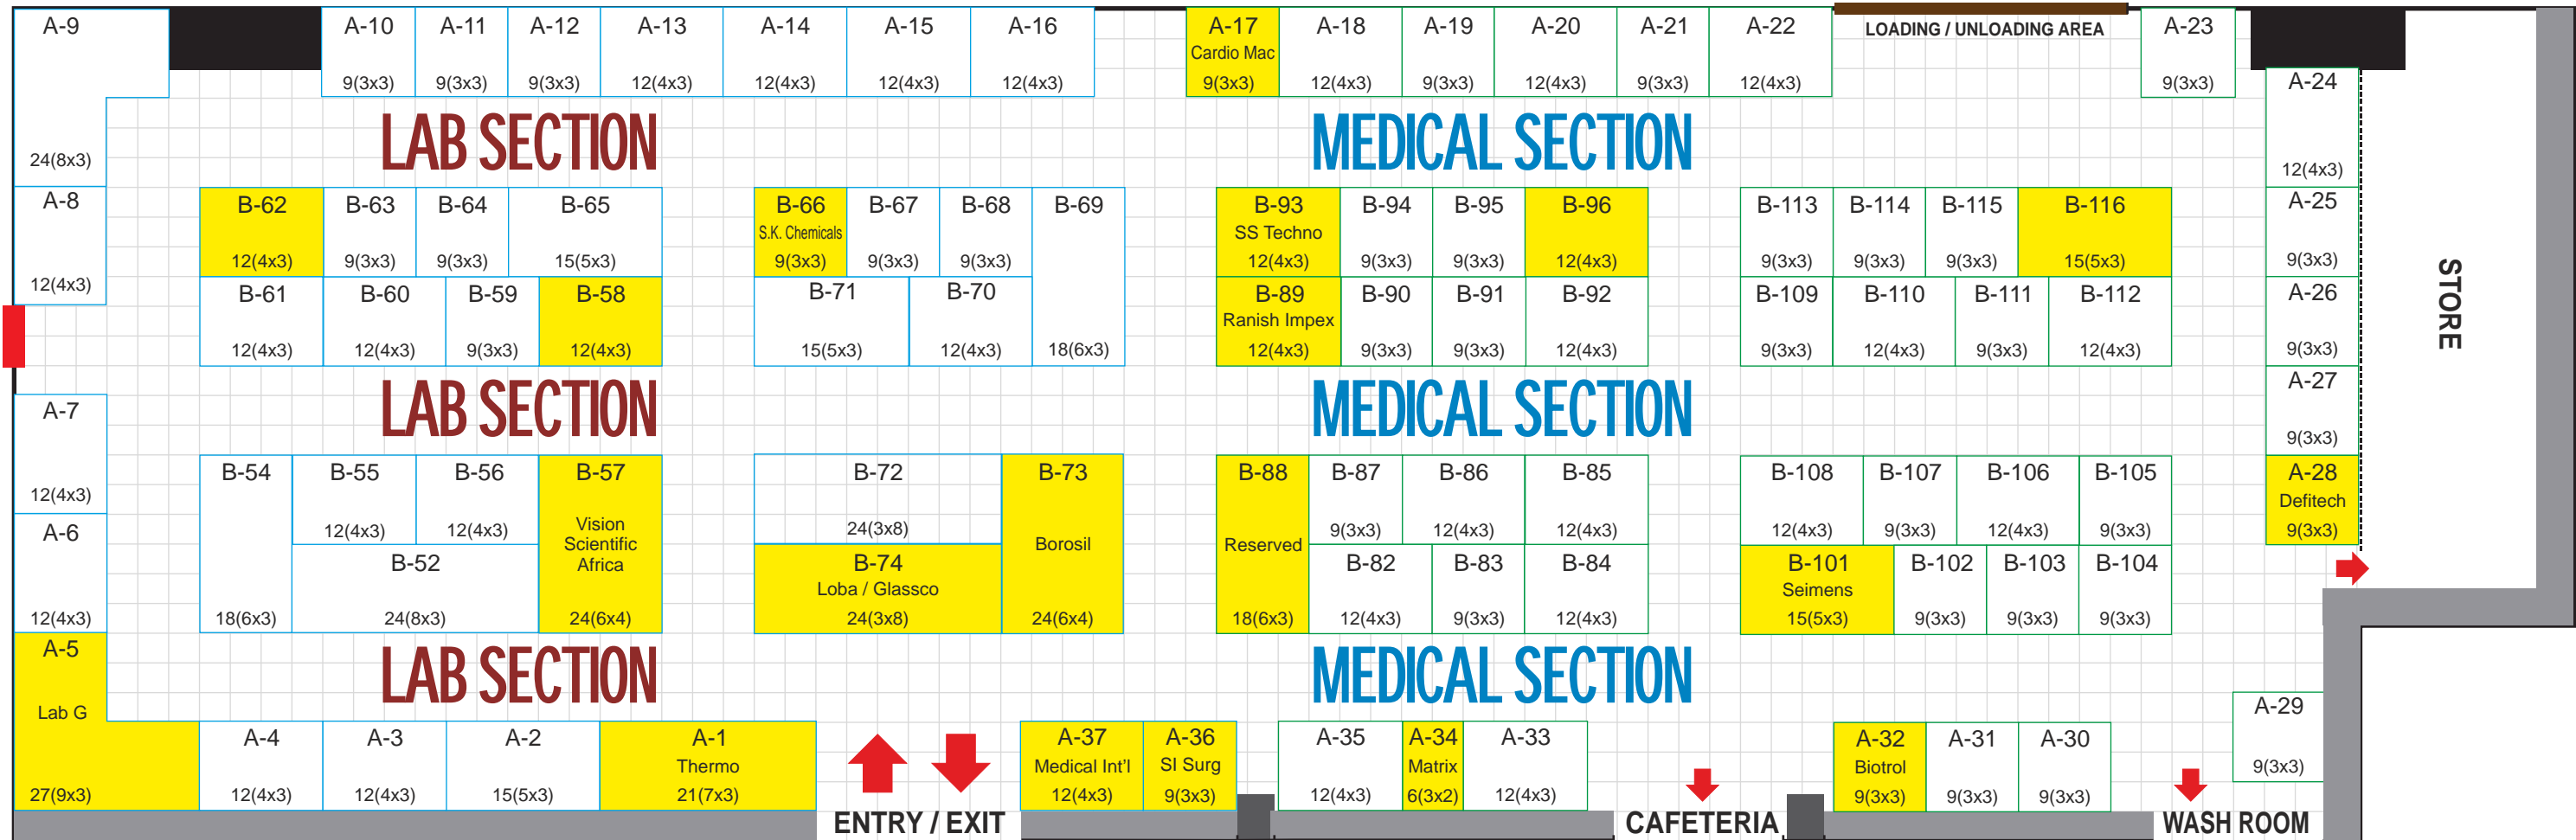 A-9
24(8x3)
A-10
9(3x3)
A-11
9(3x3)
A-12
9(3x3)
A-13
12(4x3)
A-14
12(4x3)
A-15
12(4x3)
A-16
12(4x3)
A-17
Cardio Mac
9(3x3)
A-18
12(4x3)
A-19
9(3x3)
A-20
12(4x3)
A-21
9(3x3)
A-22
12(4x3)
LOADING / UNLOADING AREA
A-23
9(3x3)
A-24
12(4x3)
LAB SECTION
MEDICAL SECTION
A-8
12(4x3)
B-62
12(4x3)
B-63
9(3x3)
B-64
9(3x3)
B-65
15(5x3)
B-66
S.K. Chemicals
9(3x3)
B-67
9(3x3)
B-68
9(3x3)
B-69
18(6x3)
B-93
SS Techno
12(4x3)
B-94
9(3x3)
B-95
9(3x3)
B-96
12(4x3)
B-113
9(3x3)
B-114
9(3x3)
B-115
9(3x3)
B-116
15(5x3)
A-25
9(3x3)
B-61
12(4x3)
B-60
12(4x3)
B-59
9(3x3)
B-58
12(4x3)
B-71
15(5x3)
B-70
12(4x3)
B-89
Ranish Impex
12(4x3)
B-90
9(3x3)
B-91
9(3x3)
B-92
12(4x3)
B-109
9(3x3)
B-110
12(4x3)
B-111
9(3x3)
B-112
12(4x3)
A-26
9(3x3)
STORE
LAB SECTION
MEDICAL SECTION
A-27
9(3x3)
A-7
12(4x3)
B-54
18(6x3)
B-55
12(4x3)
B-56
12(4x3)
B-57
Vision
Scientific
Africa
24(6x4)
B-72
24(3x8)
B-73
Borosil
24(6x4)
B-88
Reserved
18(6x3)
B-87
9(3x3)
B-86
12(4x3)
B-85
12(4x3)
B-108
12(4x3)
B-107
9(3x3)
B-106
12(4x3)
B-105
9(3x3)
A-28
Defitech
9(3x3)
A-6
12(4x3)
B-52
24(8x3)
B-74
Loba / Glassco
24(3x8)
B-82
12(4x3)
B-83
9(3x3)
B-84
12(4x3)
B-101
Seimens
15(5x3)
B-102
9(3x3)
B-103
9(3x3)
B-104
9(3x3)
LAB SECTION
MEDICAL SECTION
A-5
Lab G
27(9x3)
A-4
12(4x3)
A-3
12(4x3)
A-2
15(5x3)
A-1
Thermo
21(7x3)
A-37
Medical Int'l
12(4x3)
A-36
SI Surg
9(3x3)
A-35
12(4x3)
A-34
Matrix
6(3x2)
A-33
12(4x3)
A-32
Biotrol
9(3x3)
A-31
9(3x3)
A-30
9(3x3)
A-29
9(3x3)
ENTRY / EXIT
CAFETERIA
WASH ROOM